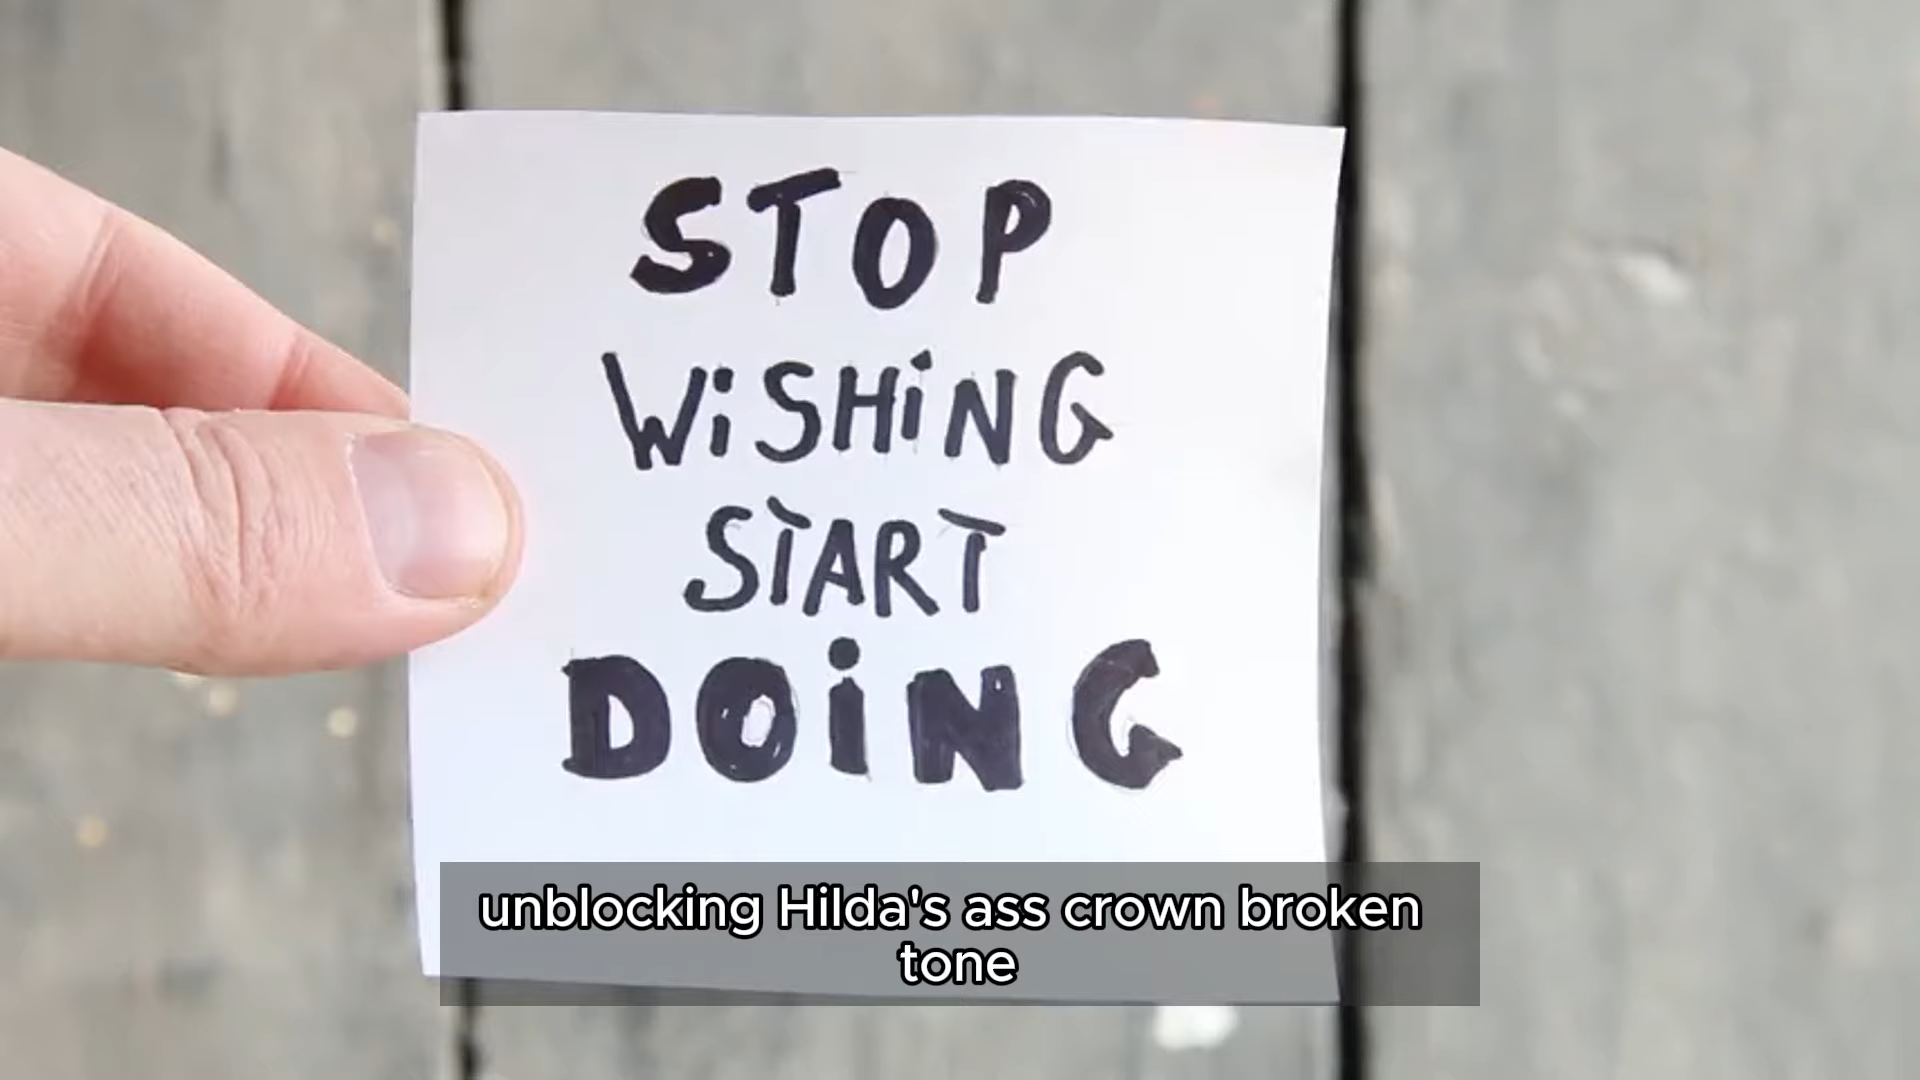 STOP
WiSHiNG
START
DOiNG
unblocking Hilda's ass crown broken
tone